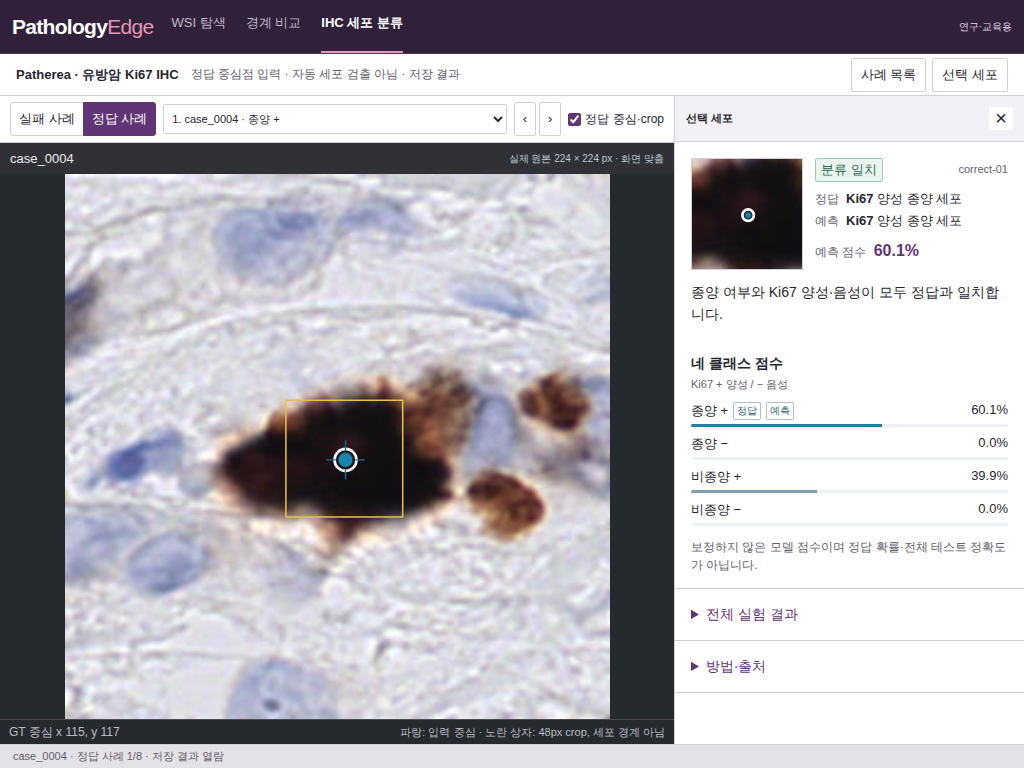 PathologyEdge WSI 탐색 경계 비교 IHC 세포 분류 연구·교육용
Patherea · 유방암 Ki67 IHC 정답 중심점 입력 · 자동 세포 검출 아님 · 저장 결과 사례 목록 선택 세포
실패 사례 정답 사례 1. case_0004 · 종양 + ‹ › 정답 중심·crop
case_0004 실제 원본 224 × 224 px · 화면 맞춤
GT 중심 x 115, y 117 파랑: 입력 중심 · 노란 상자: 48px crop, 세포 경계 아님
선택 세포 ✕
분류 일치 correct-01
정답 Ki67 양성 종양 세포
예측 Ki67 양성 종양 세포
예측 점수 60.1%
종양 여부와 Ki67 양성·음성이 모두 정답과 일치합
니다.
네 클래스 점수
Ki67 + 양성 / − 음성
종양 + 정답 예측 60.1%
종양 − 0.0%
비종양 + 39.9%
비종양 − 0.0%
보정하지 않은 모델 점수이며 정답 확률·전체 테스트 정확도
가 아닙니다.
전체 실험 결과
방법·출처
case_0004 · 정답 사례 1/8 · 저장 결과 열람